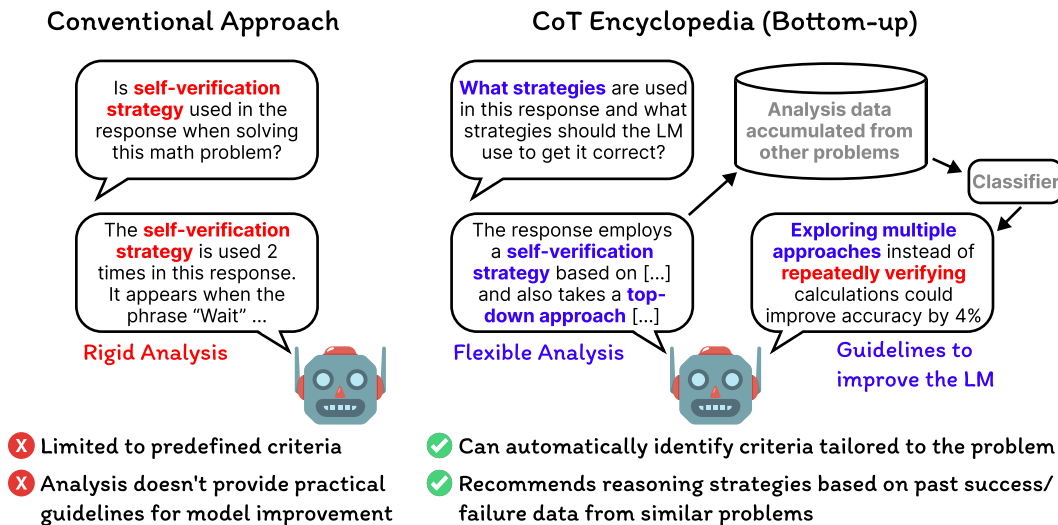 Conventional Approach
Is self-verification
strategy used in the
response when solving
this math problem?
The self-verification
strategy is used 2
times in this response.
It appears when the
phrase “Wait” ...
Rigid Analysis
X Limited to predefined criteria
X Analysis doesn't provide practical
guidelines for model improvement
CoT Encyclopedia (Bottom-up)
What strategies are used
in this response and what
strategies should the LM
use to get it correct?
The response employs
a self-verification
strategy based on [...]
and also takes a top-
down approach [...]
Flexible Analysis
Analysis data
accumulated from
other problems
Classifier
Exploring multiple
approaches instead of
repeatedly verifying
calculations could
improve accuracy by 4%
Guidelines to
improve the LM
Can automatically identify criteria tailored to the problem
Recommends reasoning strategies based on past success/
failure data from similar problems